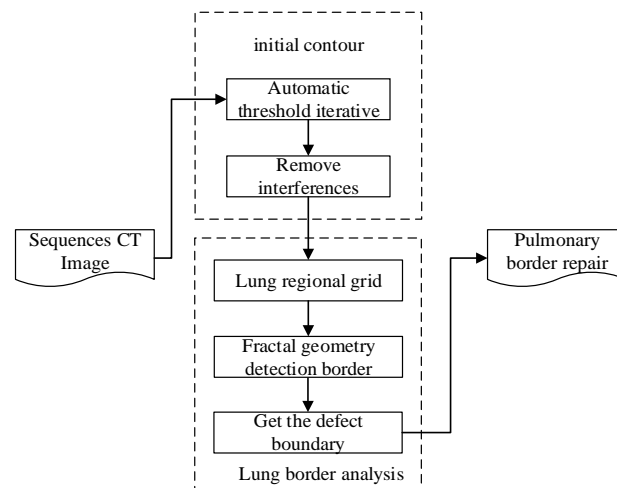 initial contour
Automatic
threshold iterative
Remove
interferences
Sequences CT
Image
Lung regional grid
Pulmonary
border repair
Fractal geometry
detection border
Get the defect
boundary
Lung border analysis